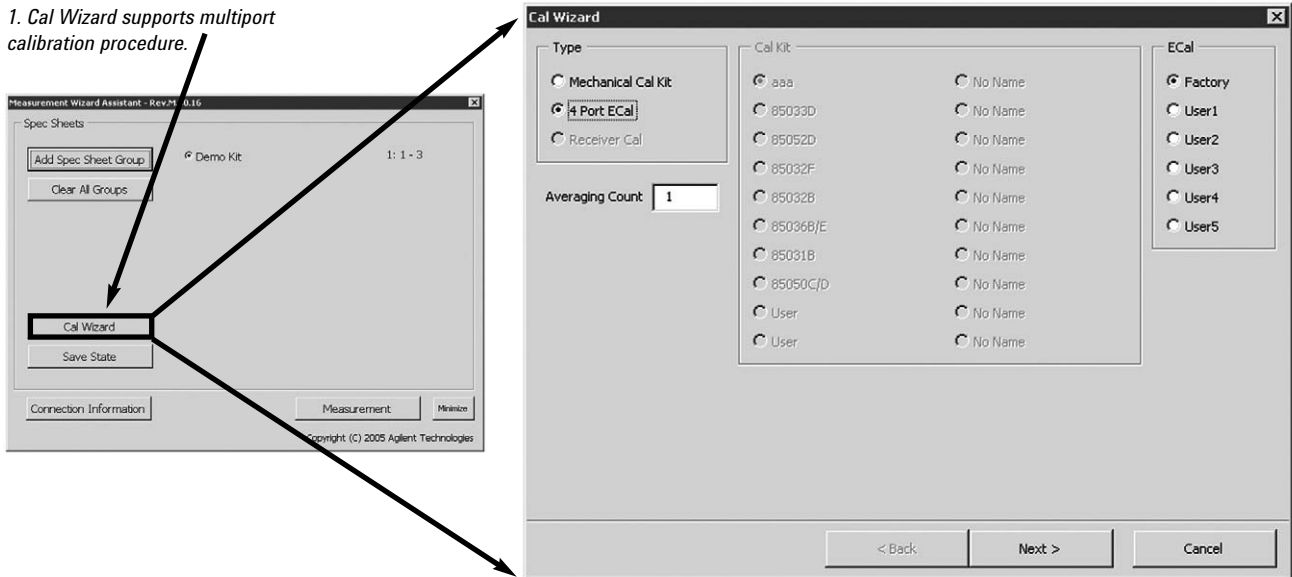 1. Cal Wizard supports multiport
calibration procedure.
Measurement Wizard Assistant - Rev.M.10.16
Spec Sheets
Add Spec Sheet Group
Demo Kit
1: 1 - 3
Clear All Groups
Cal Wizard
Save State
Connection Information
Measurement
Minimize
Copyright (C) 2005 Agilent Technologies
Cal Wizard
Type
Mechanical Cal Kit
4 Port ECal
Receiver Cal
Averaging Count 1
Cal Kit
aaa
No Name
85033D
No Name
85052D
No Name
85032F
No Name
85032B
No Name
85036B/E
No Name
85031B
No Name
85050C/D
No Name
User
No Name
User
No Name
ECal
Factory
User1
User2
User3
User4
User5
< Back
Next >
Cancel